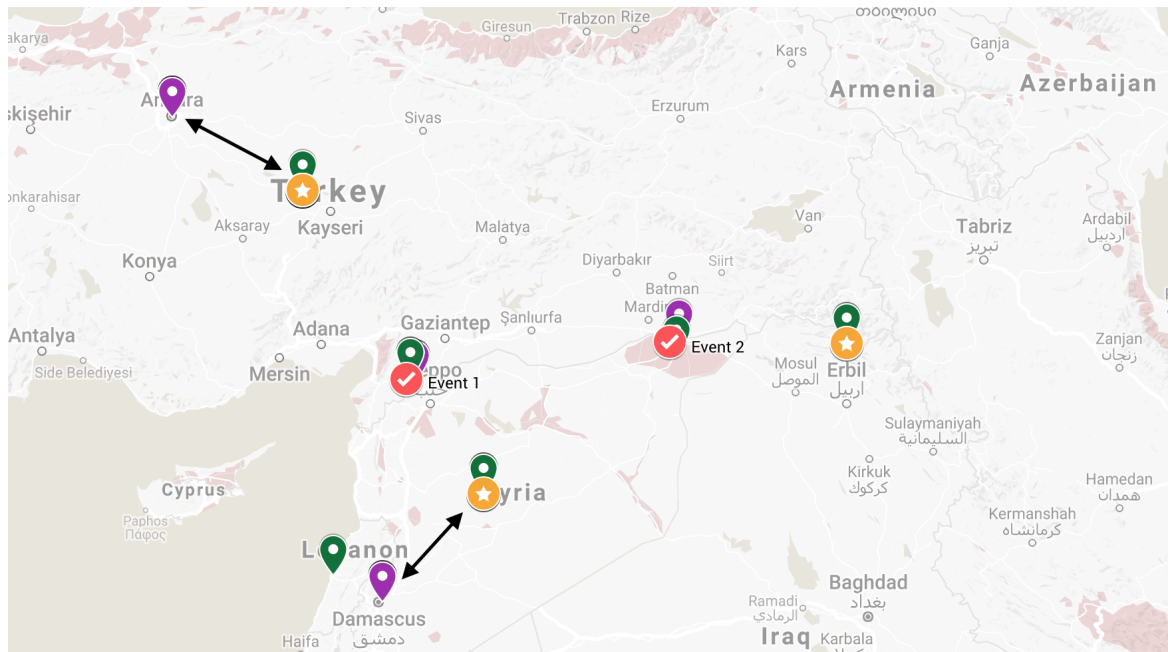 Trabzon
Rize
თბილისი
Giresun
Kars
Ganja
Armenia
Azerbaijan
Erzurum
Sivas
Turkey
Kayseri
Aksaray
Malatya
Van
Tabriz
تبریز
Ardabil
اردبیل
Konya
Diyarbakır
Siirt
Batman
Mardin
Antalya
Side Belediyesi
Adana
Mersin
Gaziantep
Şanlıurfa
Event 2
Event 1
Mosul
الموصل
Erbil
اربيل
Zanjan
زنجان
Sulaymaniyah
السليمانية
Kirkuk
كركوك
Hamedan
همدان
Kermanshah
کرمانشاه
Cyprus
Paphos
Πάφος
Lebanon
Damascus
دمشق
Haifa
Baghdad
بغداد
Ramadi
الرمادي
Iraq
Karbala